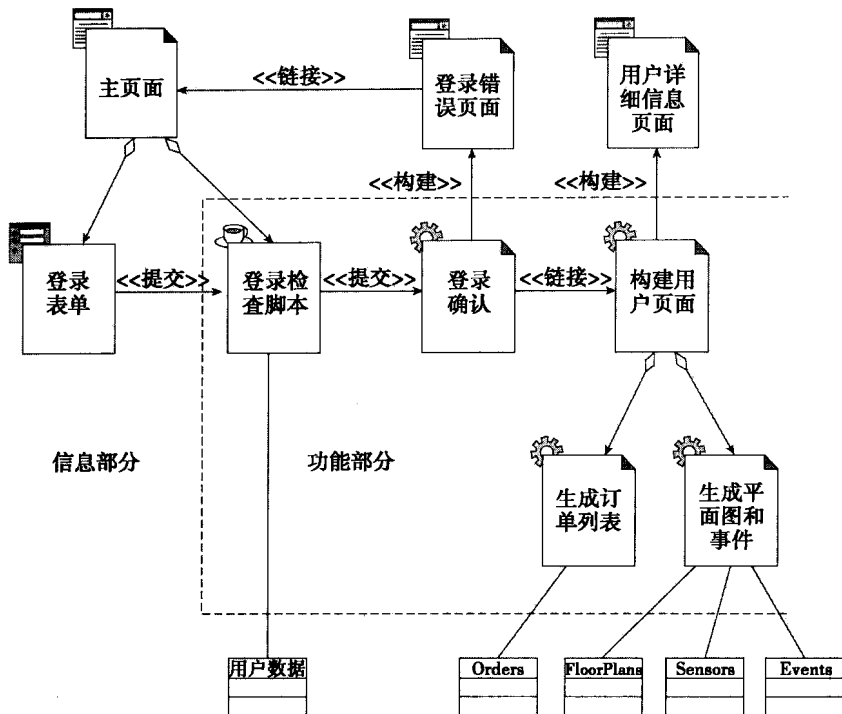 主页面
<<链接>>
登录错
误页面
用户详
细信息
页面
<<构建>>
<<构建>>
登录
表单
<<提交>>
登录检
查脚本
<<提交>>
登录
确认
<<链接>>
构建用
户页面
信息部分
功能部分
生成订
单列表
生成平
面图和
事件
用户数据
Orders
FloorPlans
Sensors
Events